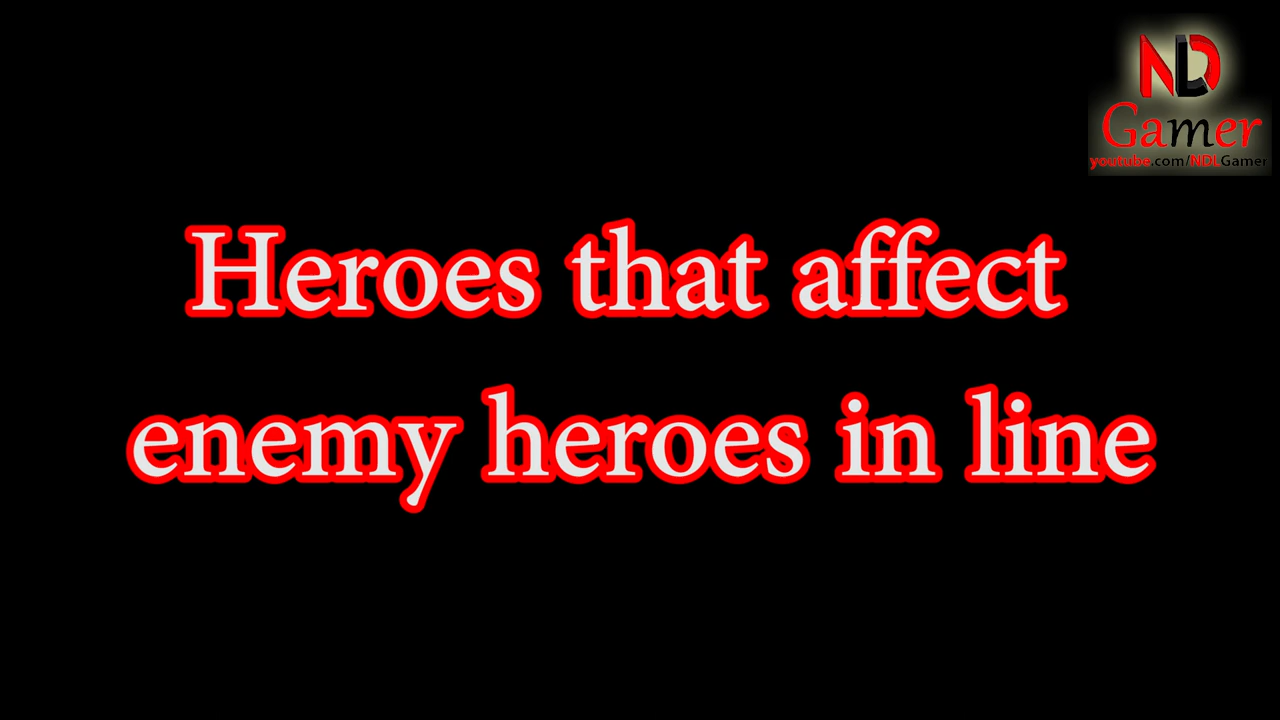 NDL
Gamer
youtube.com/NDLGamer
Heroes that affect
enemy heroes in line